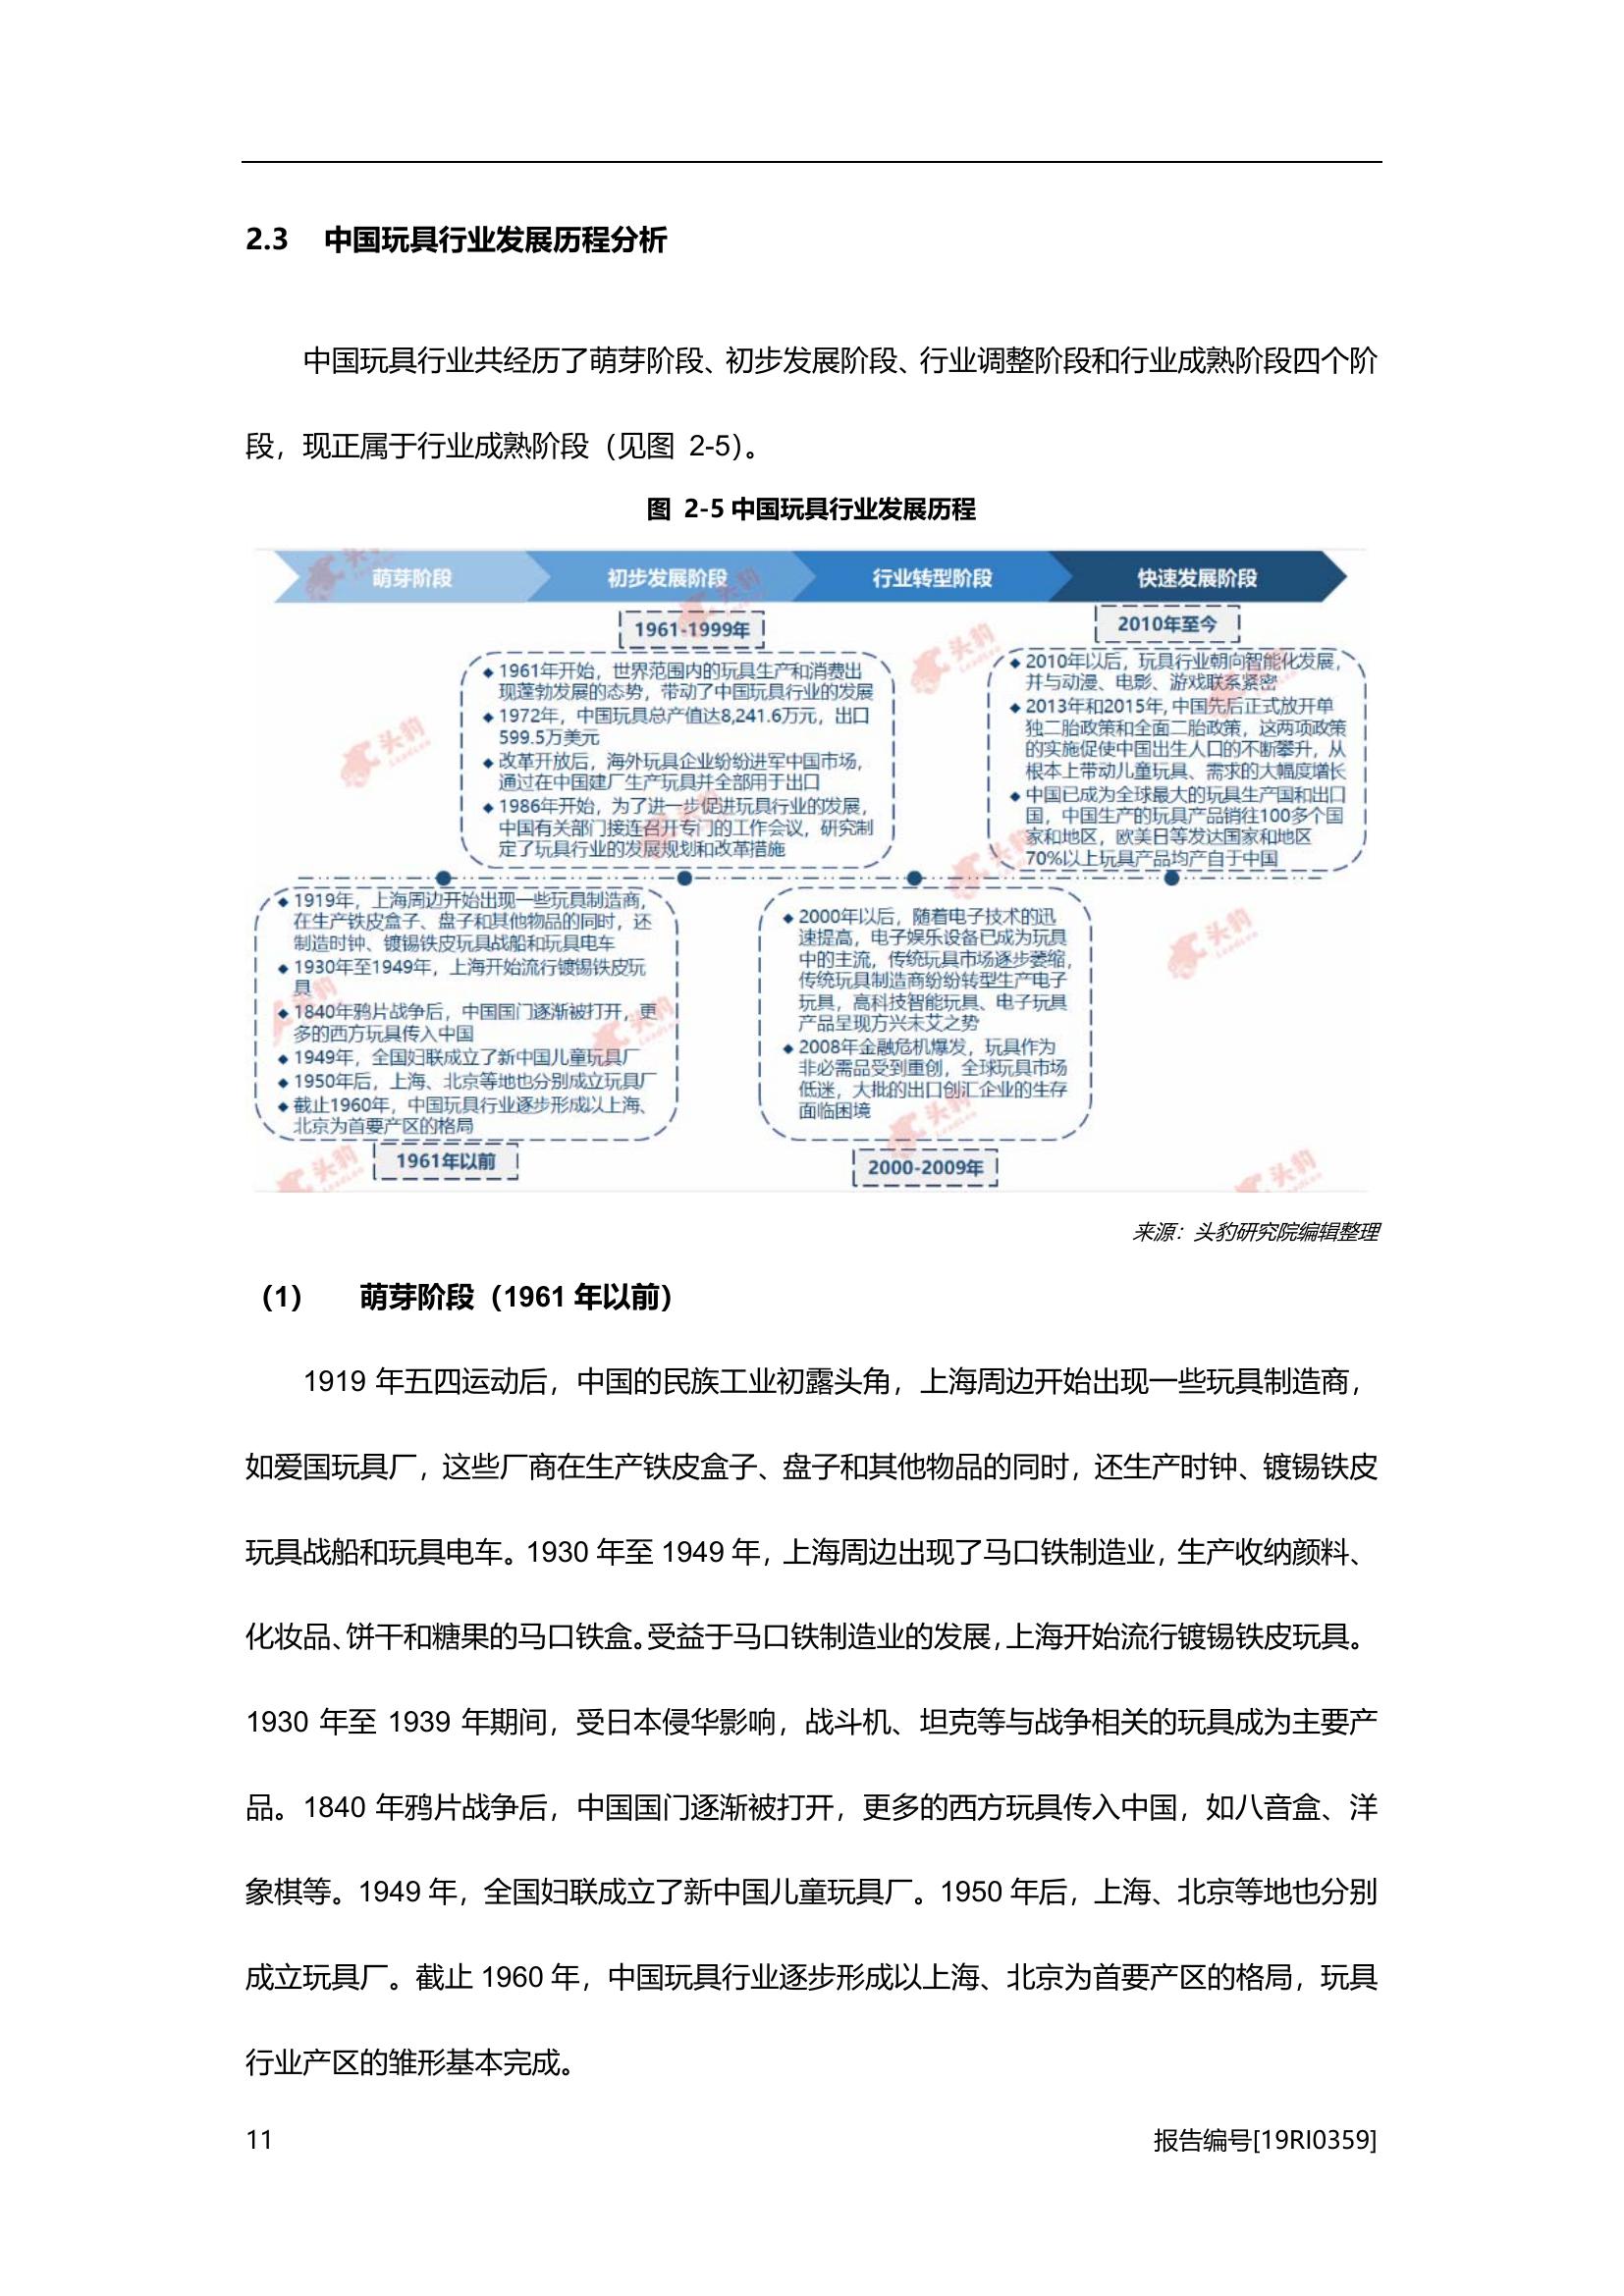 2.3 中国玩具行业发展历程分析
中国玩具行业共经历了萌芽阶段、初步发展阶段、行业调整阶段和行业成熟阶段四个阶
段，现正属于行业成熟阶段（见图 2-5）。
图 2-5 中国玩具行业发展历程
萌芽阶段
初步发展阶段
行业转型阶段
快速发展阶段
1961-1999年
◆ 1961年开始，世界范围内的玩具生产和消费出
现蓬勃发展的态势，带动了中国玩具行业的发展
◆ 1972年，中国玩具总产值达8,241.6万元，出口
599.5万美元
◆ 改革开放后，海外玩具企业纷纷进军中国市场，
通过在中国建厂生产玩具并全部用于出口
◆ 1986年开始，为了进一步促进玩具行业的发展，
中国有关部门接连召开专门的工作会议，研究制
定了玩具行业的发展规划和改革措施
2010年至今
◆ 2010年以后，玩具行业朝向智能化发展，
并与动漫、电影、游戏联系紧密
◆ 2013年和2015年，中国先后正式放开单
独二胎政策和全面二胎政策，这两项政策
的实施促使中国出生人口的不断攀升，从
根本上带动儿童玩具、需求的大幅度增长
◆ 中国已成为全球最大的玩具生产国和出口
国，中国生产的玩具产品销往100多个国
家和地区，欧美日等发达国家和地区
70%以上玩具产品均产自于中国
◆ 1919年，上海周边开始出现一些玩具制造商，
在生产铁皮盒子、盘子和其他物品的同时，还
制造时钟、镀锡铁皮玩具战船和玩具电车
◆ 1930年至1949年，上海开始流行镀锡铁皮玩
具
◆ 1840年鸦片战争后，中国国门逐渐被打开，更
多的西方玩具传入中国
◆ 1949年，全国妇联成立了新中国儿童玩具厂
◆ 1950年后，上海、北京等地也分别成立玩具厂
◆ 截止1960年，中国玩具行业逐步形成以上海、
北京为首要产区的格局
1961年以前
◆ 2000年以后，随着电子技术的迅
速提高，电子娱乐设备已成为玩具
中的主流，传统玩具市场逐步萎缩，
传统玩具制造商纷纷转型生产电子
玩具，高科技智能玩具、电子玩具
产品呈现方兴未艾之势
◆ 2008年金融危机爆发，玩具作为
非必需品受到重创，全球玩具市场
低迷，大批的出口创汇企业的生存
面临困境
2000-2009年
来源：头豹研究院编辑整理
（1） 萌芽阶段（1961 年以前）
1919 年五四运动后，中国的民族工业初露头角，上海周边开始出现一些玩具制造商，
如爱国玩具厂，这些厂商在生产铁皮盒子、盘子和其他物品的同时，还生产时钟、镀锡铁皮
玩具战船和玩具电车。1930 年至 1949 年，上海周边出现了马口铁制造业，生产收纳颜料、
化妆品、饼干和糖果的马口铁盒。受益于马口铁制造业的发展，上海开始流行镀锡铁皮玩具。
1930 年至 1939 年期间，受日本侵华影响，战斗机、坦克等与战争相关的玩具成为主要产
品。1840 年鸦片战争后，中国国门逐渐被打开，更多的西方玩具传入中国，如八音盒、洋
象棋等。1949 年，全国妇联成立了新中国儿童玩具厂。1950 年后，上海、北京等地也分别
成立玩具厂。截止 1960 年，中国玩具行业逐步形成以上海、北京为首要产区的格局，玩具
行业产区的雏形基本完成。
11 报告编号[19RI0359]